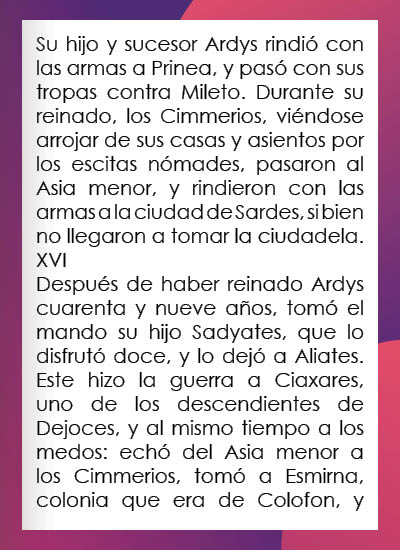 Su hijo y sucesor Ardys rindió con
las armas a Prinea, y pasó con sus
tropas contra Mileto. Durante su
reinado, los Cimmerios, viéndose
arrojar de sus casas y asientos por
los escitas nómades, pasaron al
Asia menor, y rindieron con las
armas a la ciudad de Sardes, si bien
no llegaron a tomar la ciudadela.
XVI
Después de haber reinado Ardys
cuarenta y nueve años, tomó el
mando su hijo Sadyates, que lo
disfrutó doce, y lo dejó a Aliates.
Este hizo la guerra a Ciaxares,
uno de los descendientes de
Dejoces, y al mismo tiempo a los
medos: echó del Asia menor a
los Cimmerios, tomó a Esmirna,
colonia que era de Colofon, y